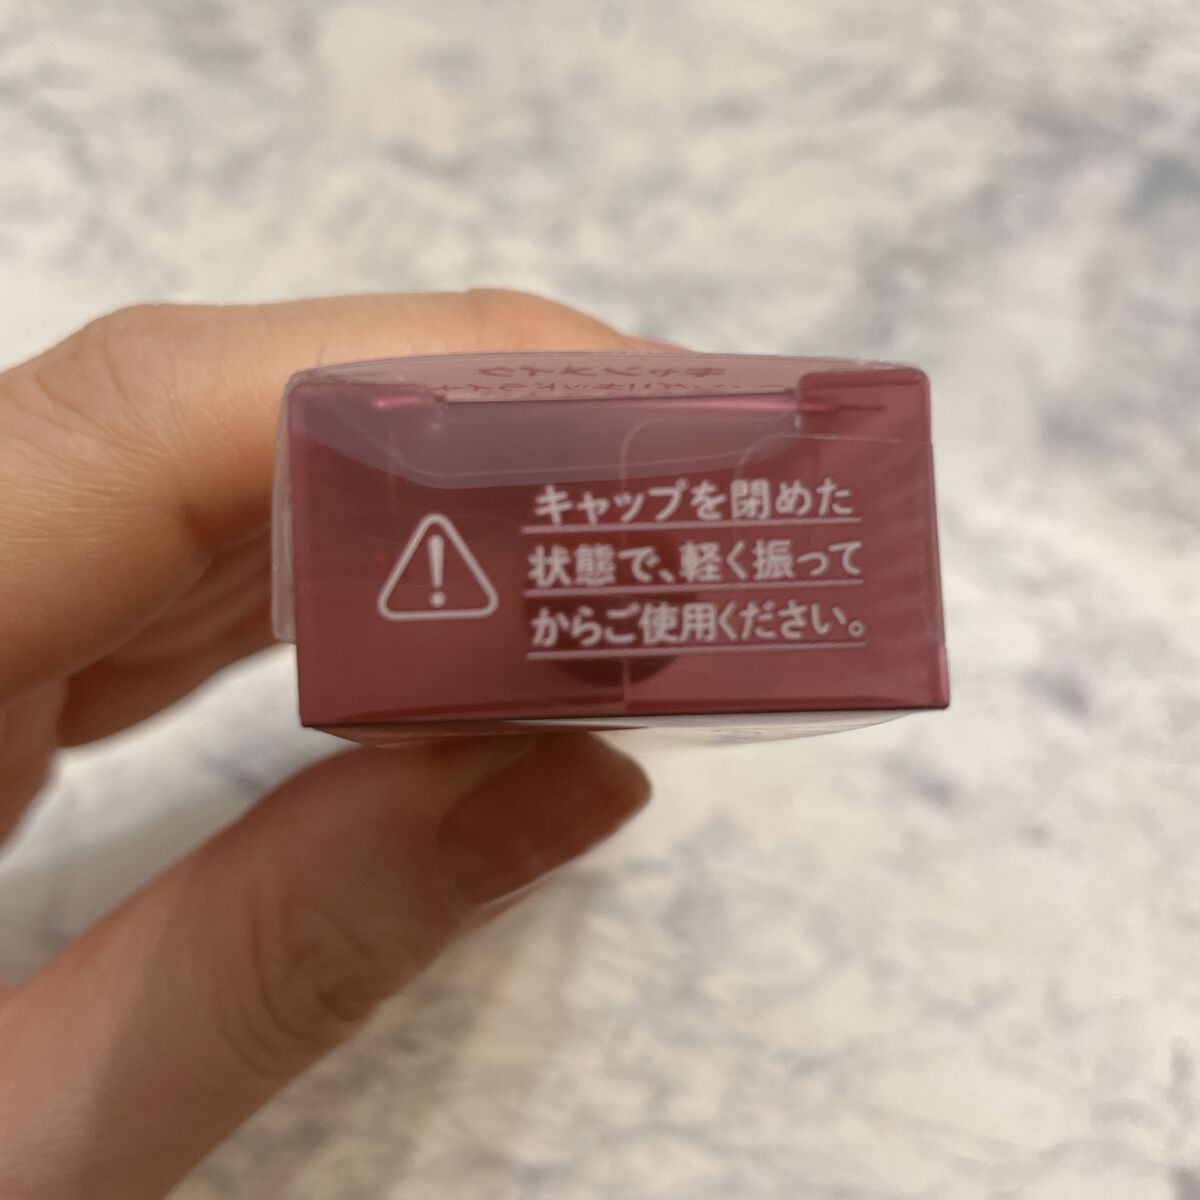 キャップを閉めた
状態で、軽く振って
からご使用ください。